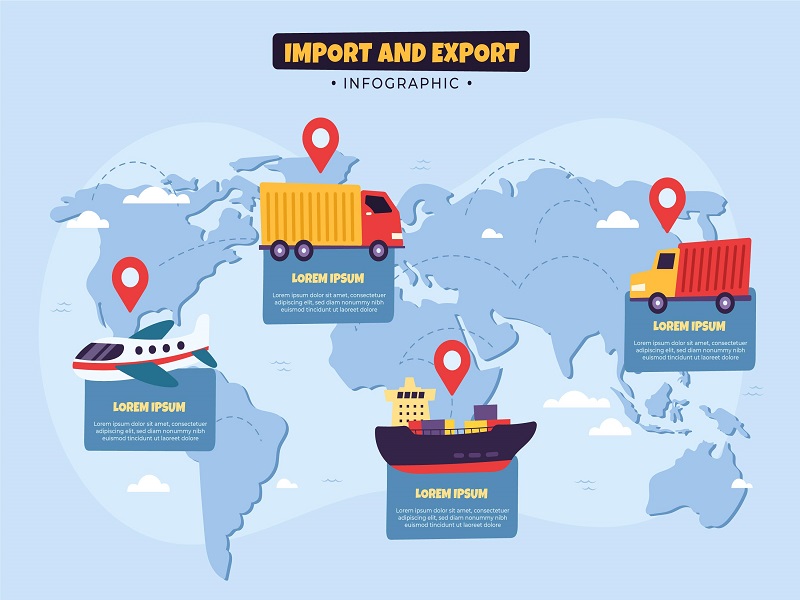 IMPORT AND EXPORT
• INFOGRAPHIC •
LOREM IPSUM
Lorem ipsum dolor sit amet, consectetuer
adipiscing elit, sed diam nonummy nibh
euismod tincidunt ut laoreet dolore
LOREM IPSUM
Lorem ipsum dolor sit amet, consectetuer
adipiscing elit, sed diam nonummy nibh
euismod tincidunt ut laoreet dolore
LOREM IPSUM
Lorem ipsum dolor sit amet, consectetuer
adipiscing elit, sed diam nonummy nibh
euismod tincidunt ut laoreet dolore
LOREM IPSUM
Lorem ipsum dolor sit amet, consectetuer
adipiscing elit, sed diam nonummy nibh
euismod tincidunt ut laoreet dolore